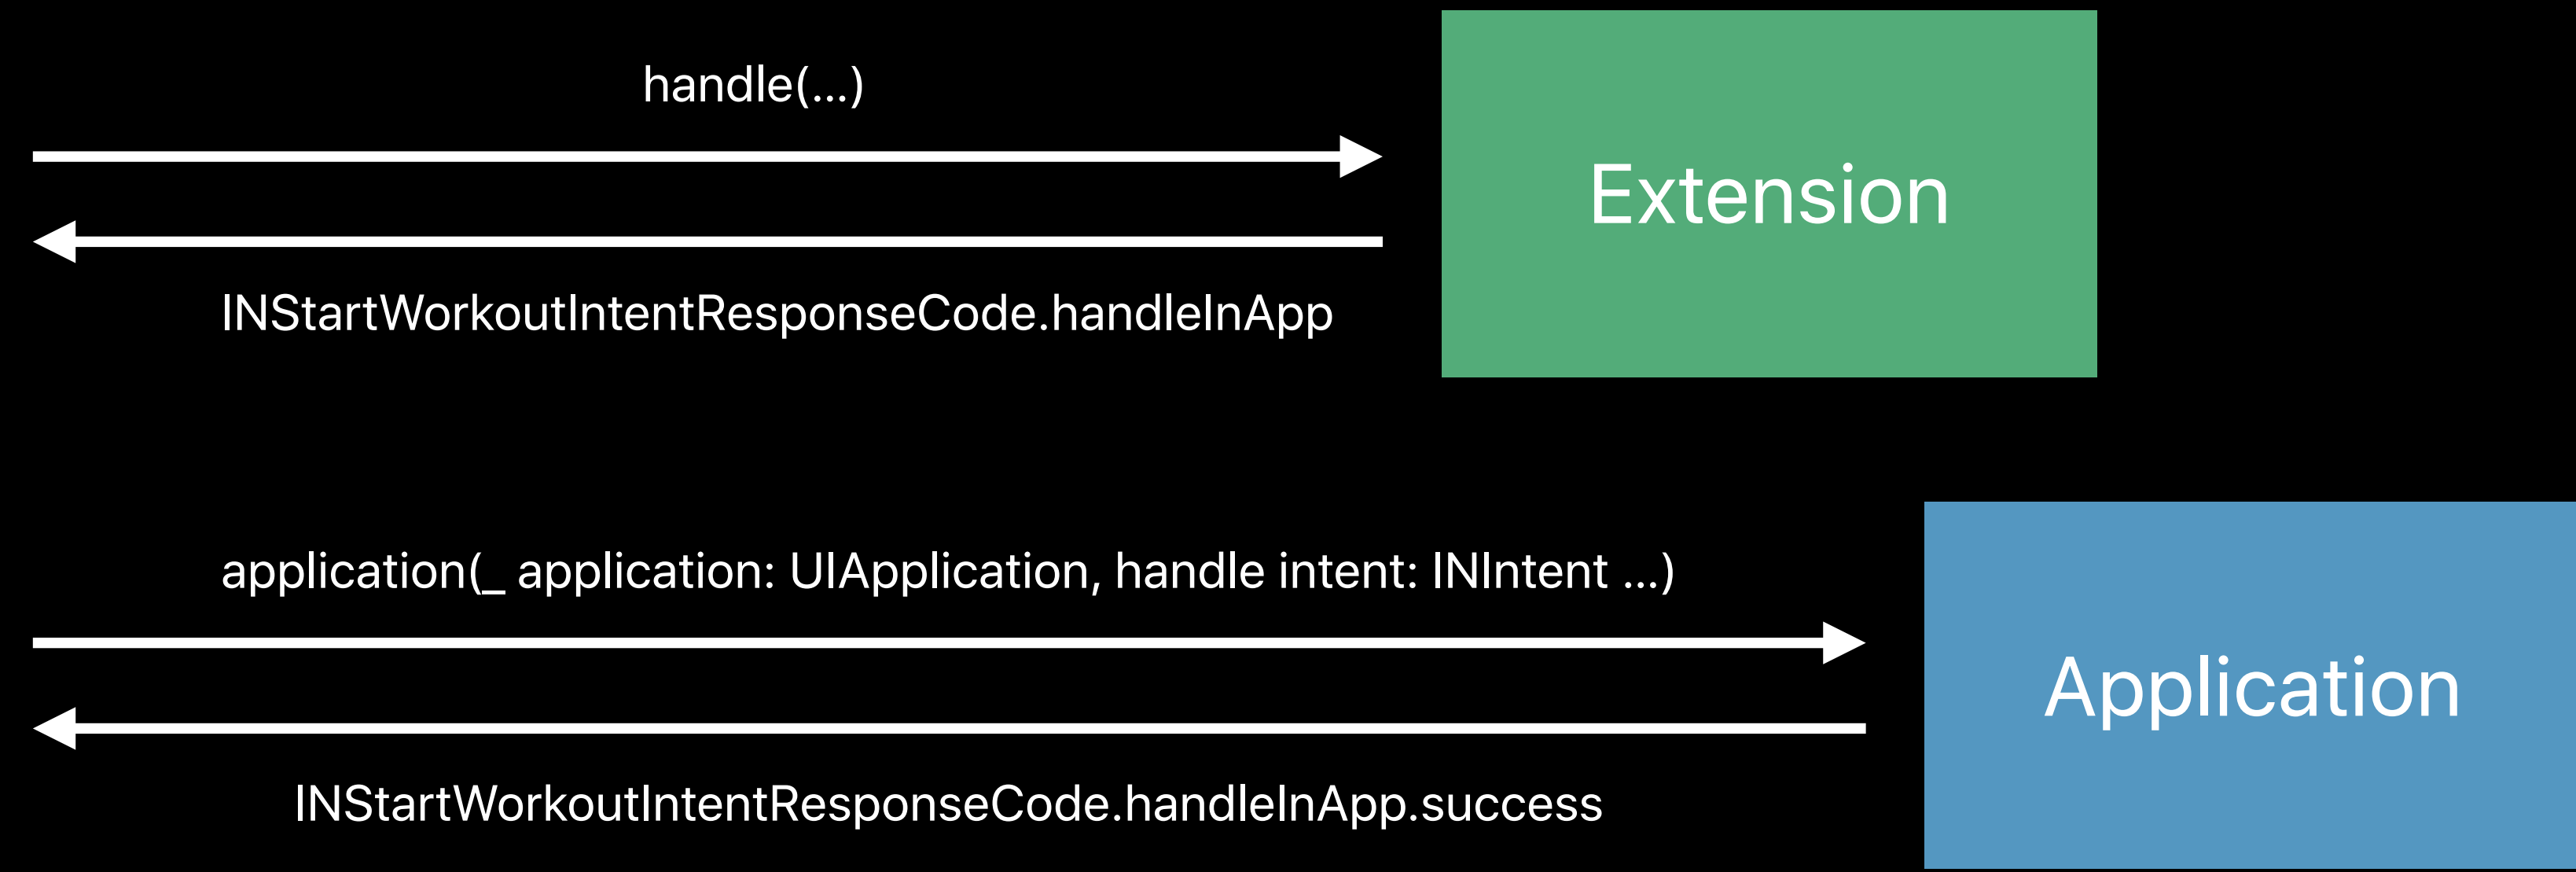 handle(...)
Extension
INStartWorkoutIntentResponseCode.handleInApp
application(_ application: UIApplication, handle intent: INIntent ...)
Application
INStartWorkoutIntentResponseCode.handleInApp.success